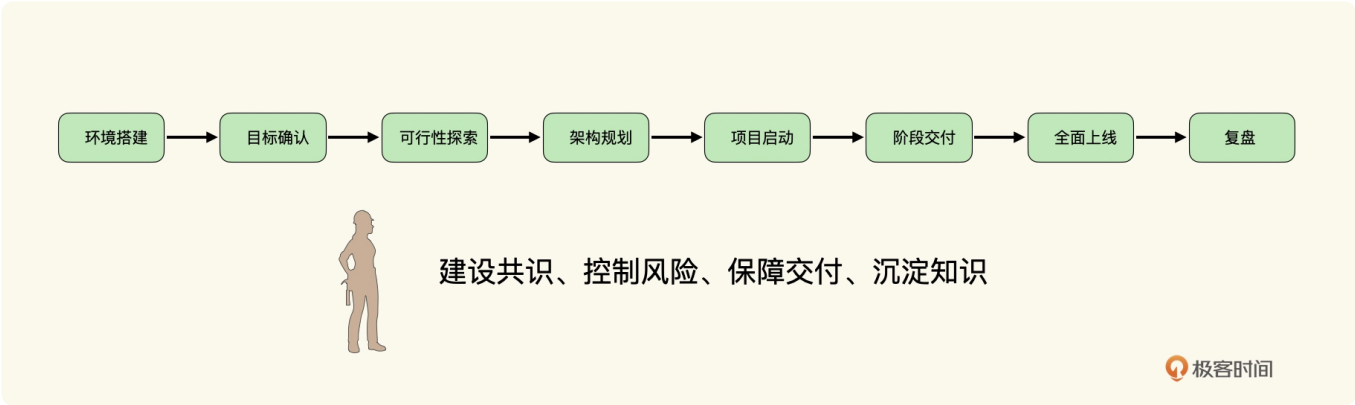 环境搭建 目标确认 可行性探索 架构规划 项目启动 阶段交付 全面上线 复盘
建设共识、控制风险、保障交付、沉淀知识
极客时间